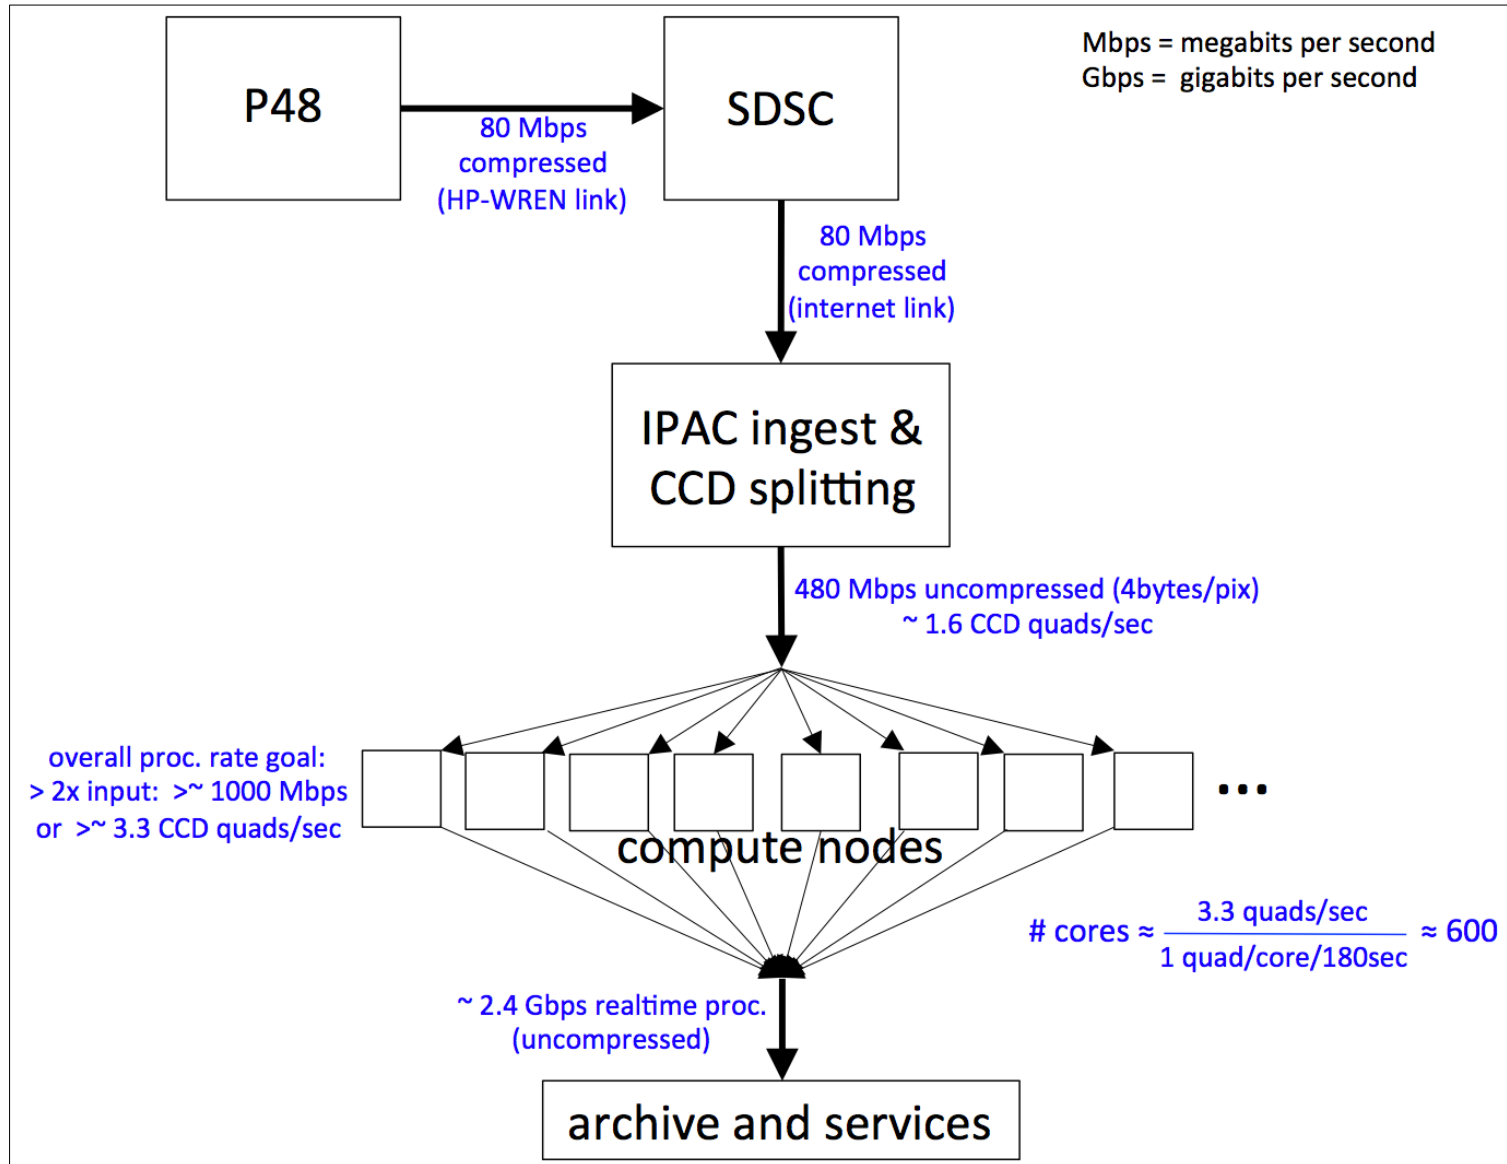 P48
SDSC
Mbps = megabits per second
Gbps = gigabits per second
80 Mbps
compressed
(HP-WREN link)
80 Mbps
compressed
(internet link)
IPAC ingest &
CCD splitting
480 Mbps uncompressed (4bytes/pix)
~ 1.6 CCD quads/sec
overall proc. rate goal:
> 2x input: >~ 1000 Mbps
or >~ 3.3 CCD quads/sec
...
compute nodes
# cores ≈ 3.3 quads/sec / 1 quad/core/180sec ≈ 600
~ 2.4 Gbps realtime proc.
(uncompressed)
archive and services